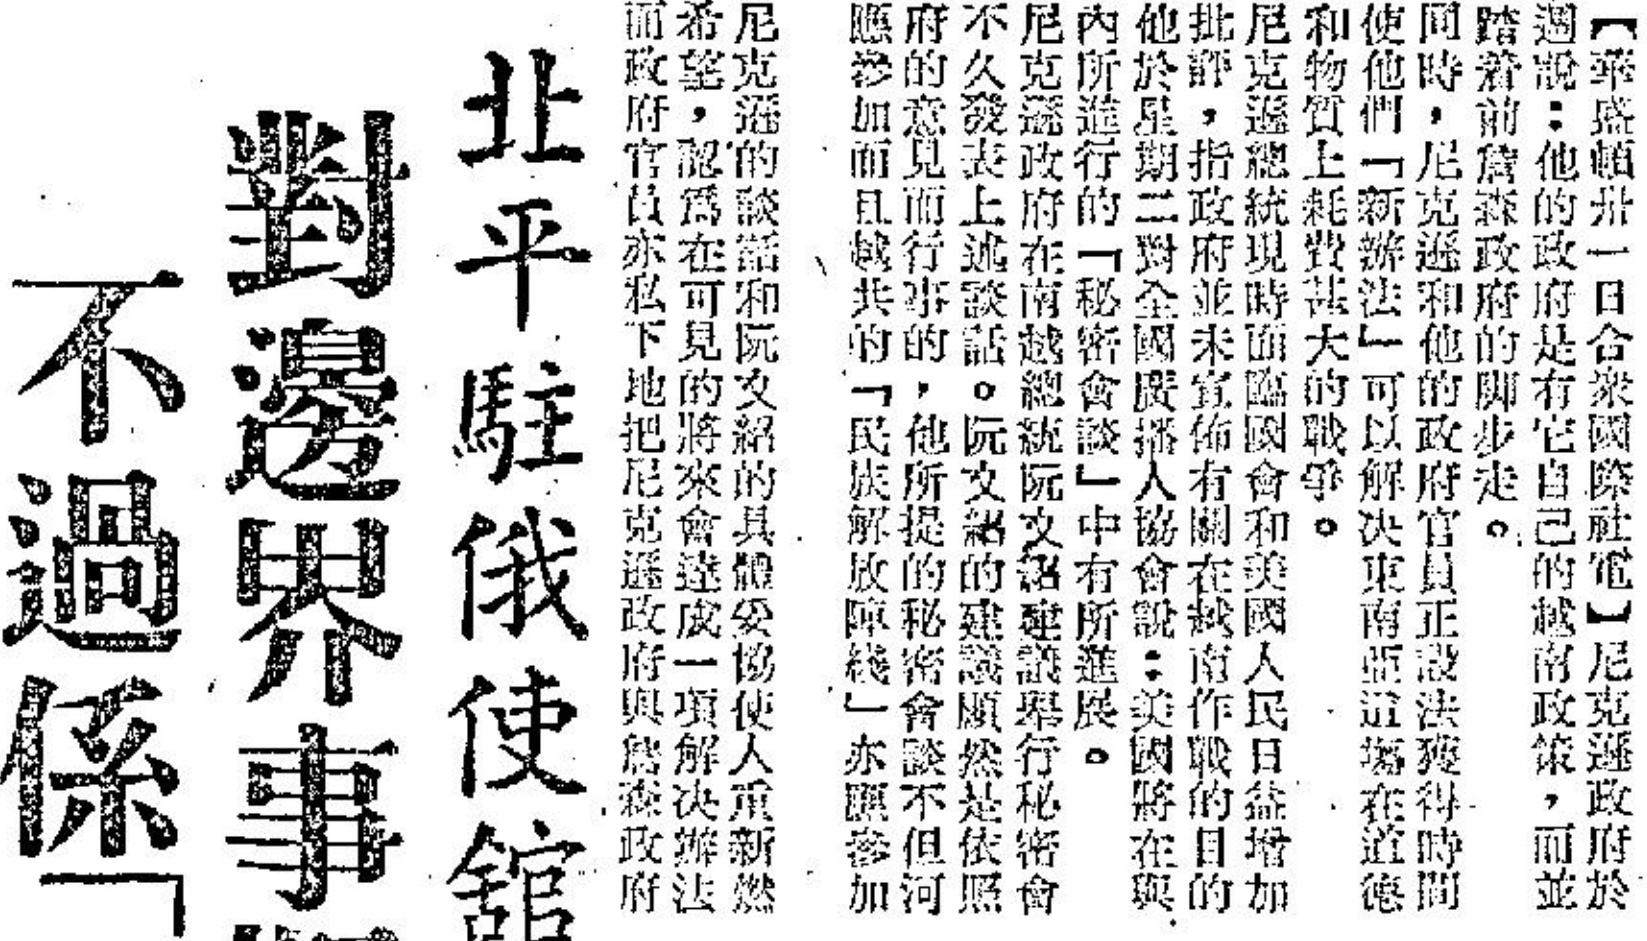 【華盛頓卅一日合衆國際社電】尼克遜政府於
週說：他的政府是有它自己的越南政策，而並
踏着前詹森政府的脚步走。
同時，尼克遜和他的政府官員正設法獲得時間
使他們「新辦法」可以解决東南亞這塲在道德
和物質上耗費甚大的戰爭。
尼克遜總統現時面臨國會和美國人民日益增加
批評，指政府並未宣佈有關在越南作戰的目的
他於星期二對全國廣播人協會說：美國將在與
內所進行的「秘密會談」中有所進展。
尼克遜政府在南越總統阮文紹建議舉行秘密會
不久發表上述談話。阮文紹的建議顯然是依照
府的意見而行事的，他所提的秘密會談不但河
應參加而且越共的「民族解放陣綫」亦應參加
尼克遜的談話和阮文紹的具體妥協使人重新燃
希望，認爲在可見的將來會達成一項解决辦法
而政府官員亦私下地把尼克遜政府與詹森政府
北平駐俄使舘
對邊界事
不過係「